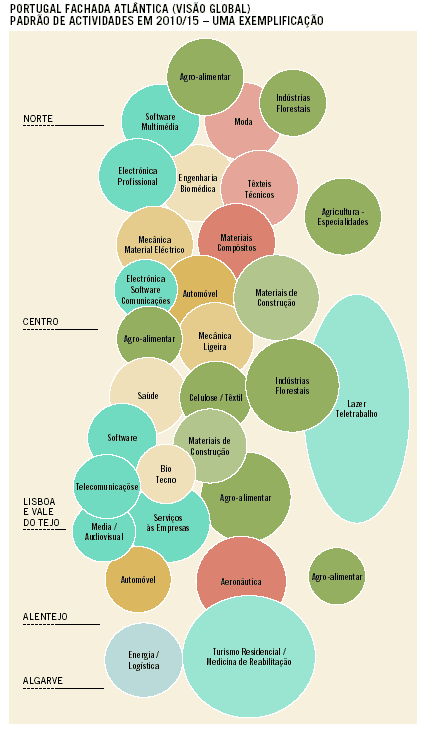 PORTUGAL FACHADA ATLÂNTICA (VISÃO GLOBAL)
PADRÃO DE ACTIVIDADES EM 2010/15 – UMA EXEMPLIFICAÇÃO
Agro-alimentar
Indústrias
Florestais
NORTE
Software
Multimédia
Moda
Electrónica
Profissional
Engenharia
Biomédica
Têxteis
Técnicos
Agricultura -
Especialidades
Mecânica
Material Eléctrico
Materiais
Compósitos
Electrónica
Software
Comunicações
Automóvel
Materiais de
Construção
CENTRO
Agro-alimentar
Mecânica
Ligeira
Saúde
Celulose / Têxtil
Indústrias
Florestais
Lazer
Teletrabalho
Software
Materiais de
Construção
Bio
Tecno
Telecomunicaçõse
Agro-alimentar
LISBOA
E VALE
DO TEJO
Media /
Audiovisual
Serviços
às Empresas
Automóvel
Aeronáutica
Agro-alimentar
ALENTEJO
Energia /
Logística
Turismo Residencial /
Medicina de Reabilitação
ALGARVE